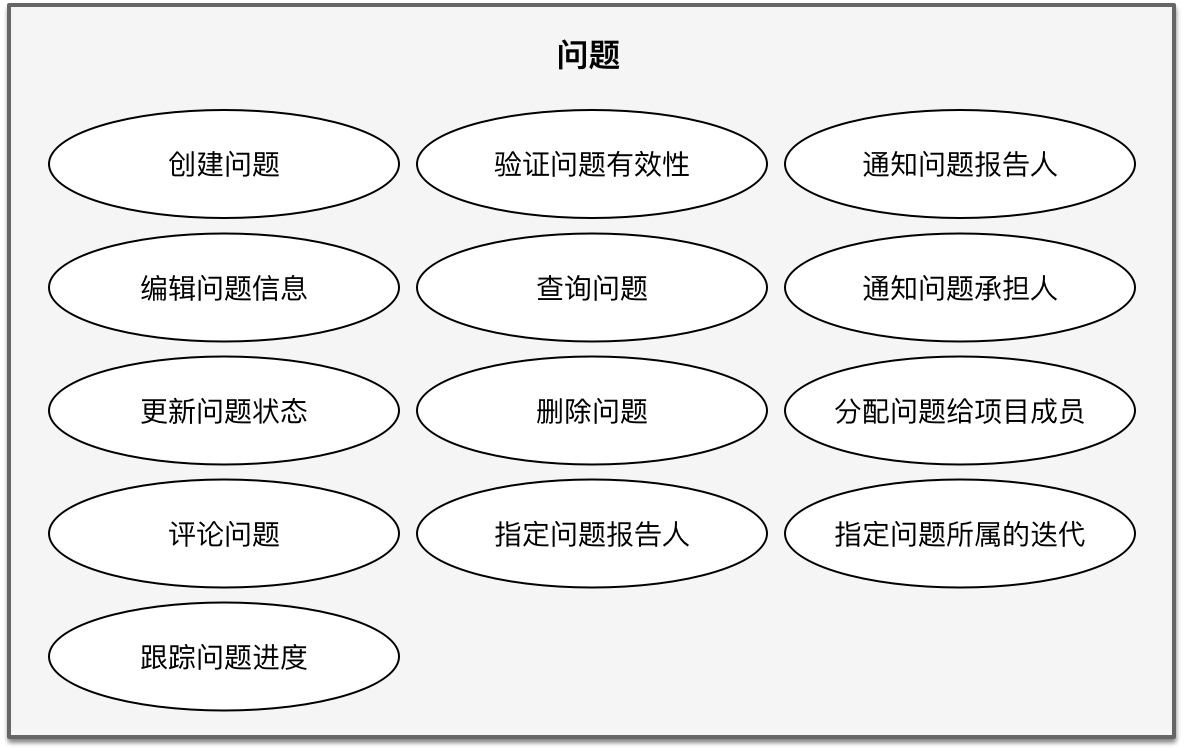 问题
创建问题
验证问题有效性
通知问题报告人
编辑问题信息
查询问题
通知问题承担人
更新问题状态
删除问题
分配问题给项目成员
评论问题
指定问题报告人
指定问题所属的迭代
跟踪问题进度